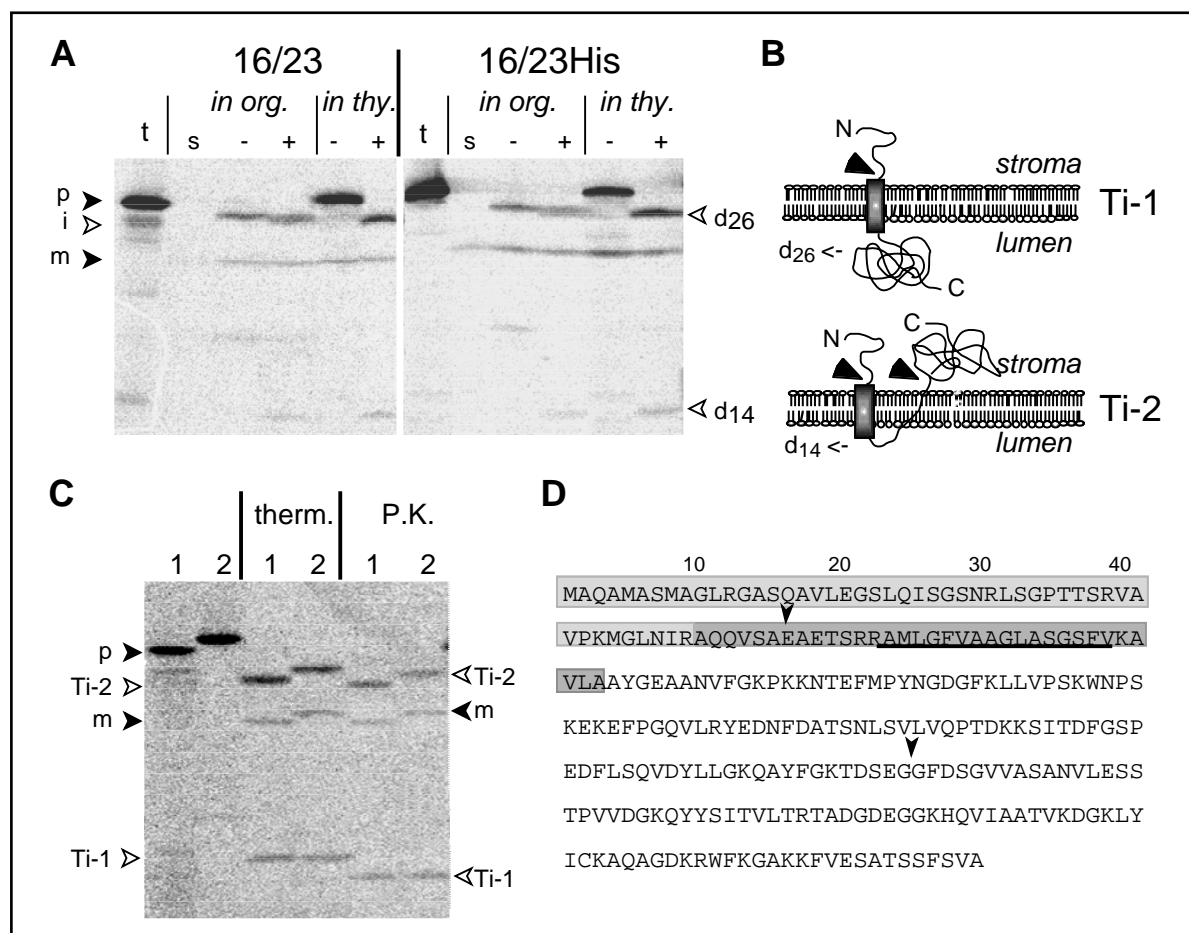 A
16/23
16/23His
in org.
in thy.
in org.
in thy.
t
s
-
+
-
+
t
s
-
+
-
+
p
i
m
d26
d14
B
N
stroma
Ti-1
lumen
d26 <-
C
N
C
stroma
Ti-2
lumen
d14 <-
C
therm.
P.K.
1
2
1
2
1
2
p
Ti-2
m
Ti-1
Ti-2
m
Ti-1
D
10
20
30
40
MAQAMASMAGLRGASQAVLEGSLQISGSNRLSGPTTSRVA
VPKMGLNIRAQQVSAEAETSRRAMLGFVAAGLASGSFVKA
VLAAYGEAANVFGKPKKNTEFMPYNGDGFKLLVPSKWNPS
KEKEFPGQVLRYEDNFDATSNLSVLVQPTDKKSITDFGSP
EDFLSQVDYLLGKQAYFGKTDSEGGFDSGVVASANVLESS
TPVVDGKQYYSITVLTRTADGDEGGKHQVIAATVKDGKLY
ICKAQAGDKRWFKGAKKFVESATSSFSVA